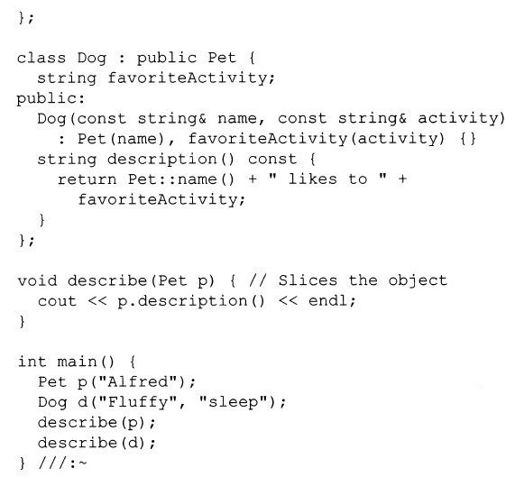 };
class Dog : public Pet {
string favoriteActivity;
public:
Dog(const string& name, const string& activity)
: Pet(name), favoriteActivity(activity) {}
string description() const {
return Pet::name() + " likes to " +
favoriteActivity;
}
};
void describe(Pet p) { // Slices the object
cout << p.description() << endl;
}
int main() {
Pet p("Alfred");
Dog d("Fluffy", "sleep");
describe(p);
describe(d);
} ///:~